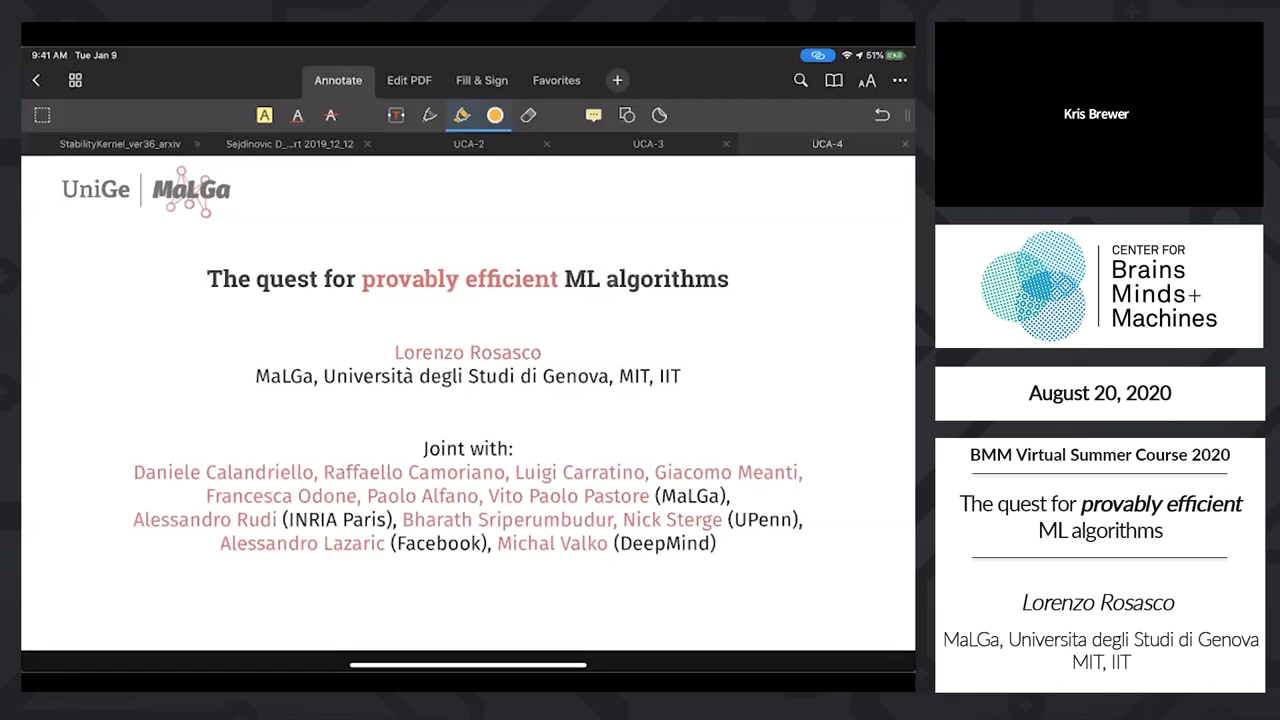 9:41 AM Tue Jan 9
51%
Annotate Edit PDF Fill & Sign Favorites
StabilityKernel_ver36_arxiv Sejdinovic D_...rt 2019_12_12 UCA-2 UCA-3 UCA-4
UniGe | MaLGa
The quest for provably efficient ML algorithms
Lorenzo Rosasco
MaLGa, Università degli Studi di Genova, MIT, IIT
Joint with:
Daniele Calandriello, Raffaello Camoriano, Luigi Carratino, Giacomo Meanti,
Francesca Odone, Paolo Alfano, Vito Paolo Pastore (MaLGa),
Alessandro Rudi (INRIA Paris), Bharath Sriperumbudur, Nick Sterge (UPenn),
Alessandro Lazaric (Facebook), Michal Valko (DeepMind)
Kris Brewer
CENTER FOR
Brains
Minds+
Machines
August 20, 2020
BMM Virtual Summer Course 2020
The quest for provably efficient
ML algorithms
Lorenzo Rosasco
MaLGa, Universita degli Studi di Genova
MIT, IIT